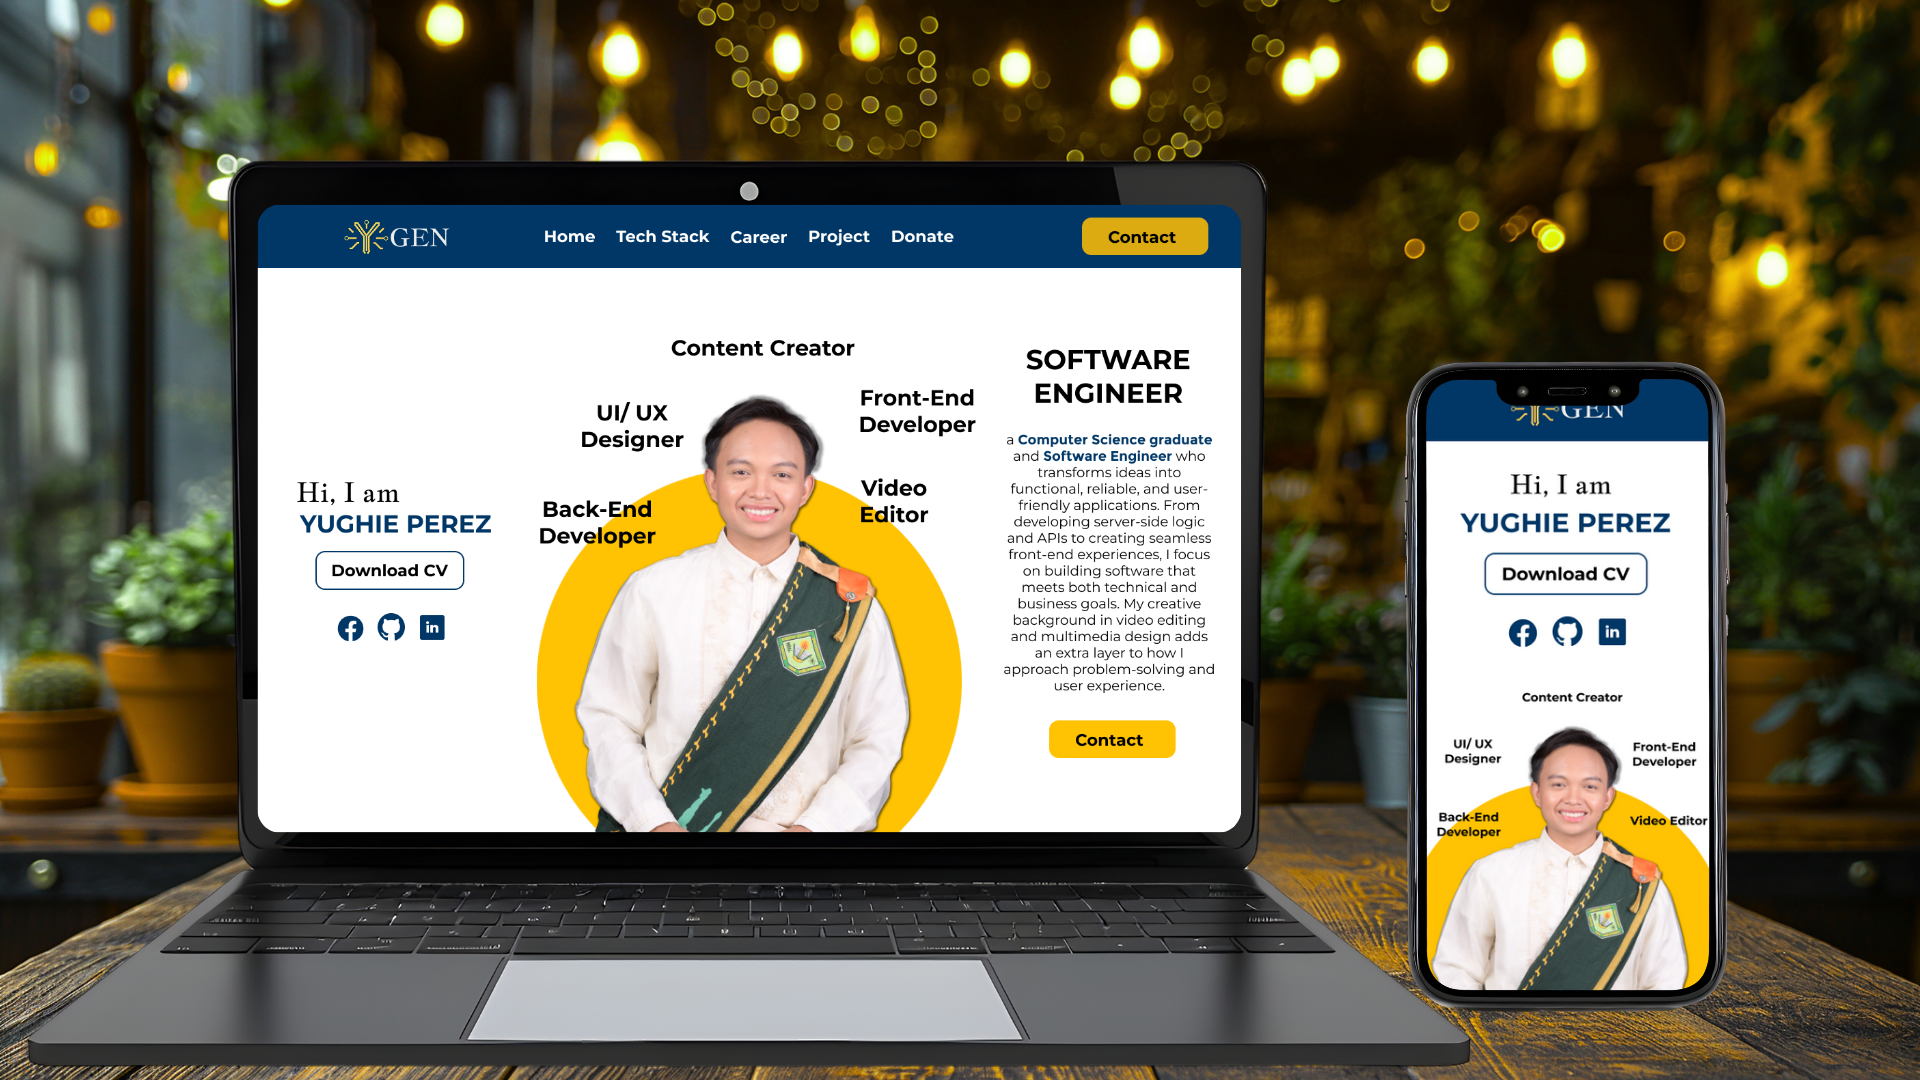 GEN
Home Tech Stack Career Project Donate
Contact
Content Creator
UI/ UX
Designer
Front-End
Developer
Back-End
Developer
Video
Editor
Hi, I am
YUGHIE PEREZ
Download CV
in
SOFTWARE
ENGINEER
a Computer Science graduate
and Software Engineer who
transforms ideas into
functional, reliable, and user-
friendly applications. From
developing server-side logic
and APIs to creating seamless
front-end experiences, I focus
on building software that
meets both technical and
business goals. My creative
background in video editing
and multimedia design adds
an extra layer to how I
approach problem-solving and
user experience.
Contact
GEN
Hi, I am
YUGHIE PEREZ
Download CV
in
Content Creator
UI/ UX
Designer
Front-End
Developer
Back-End
Developer
Video Editor